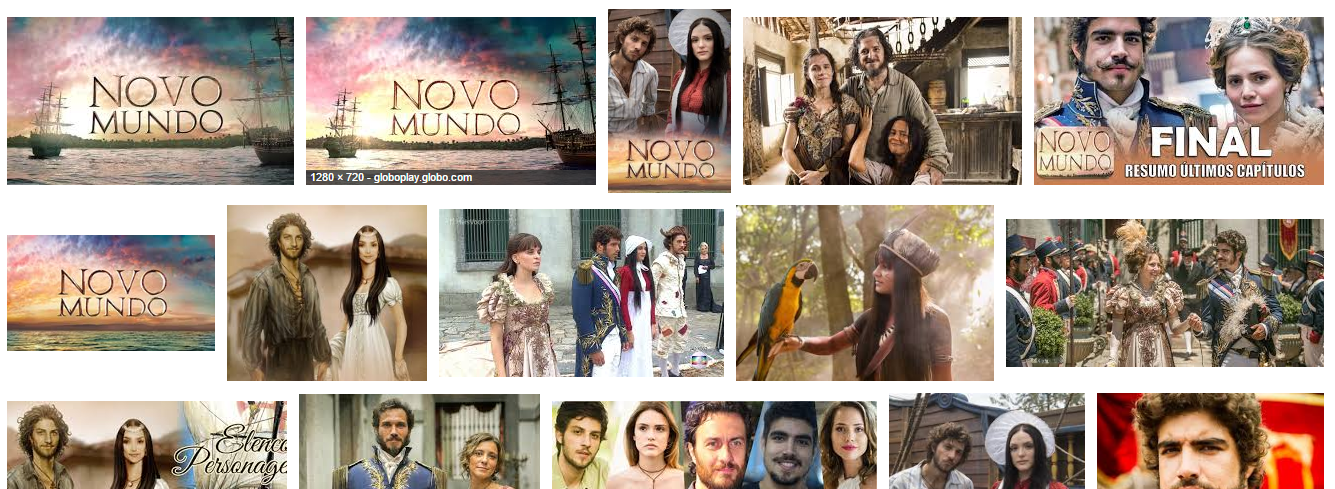 NOVO
MUNDO
NOVO
MUNDO
1280 × 720 - globoplay.globo.com
NOVO
MUNDO
NOVO
MUNDO
FINAL
RESUMO ÚLTIMOS CAPÍTULOS
NOVO
MUNDO
Elenco
Personage